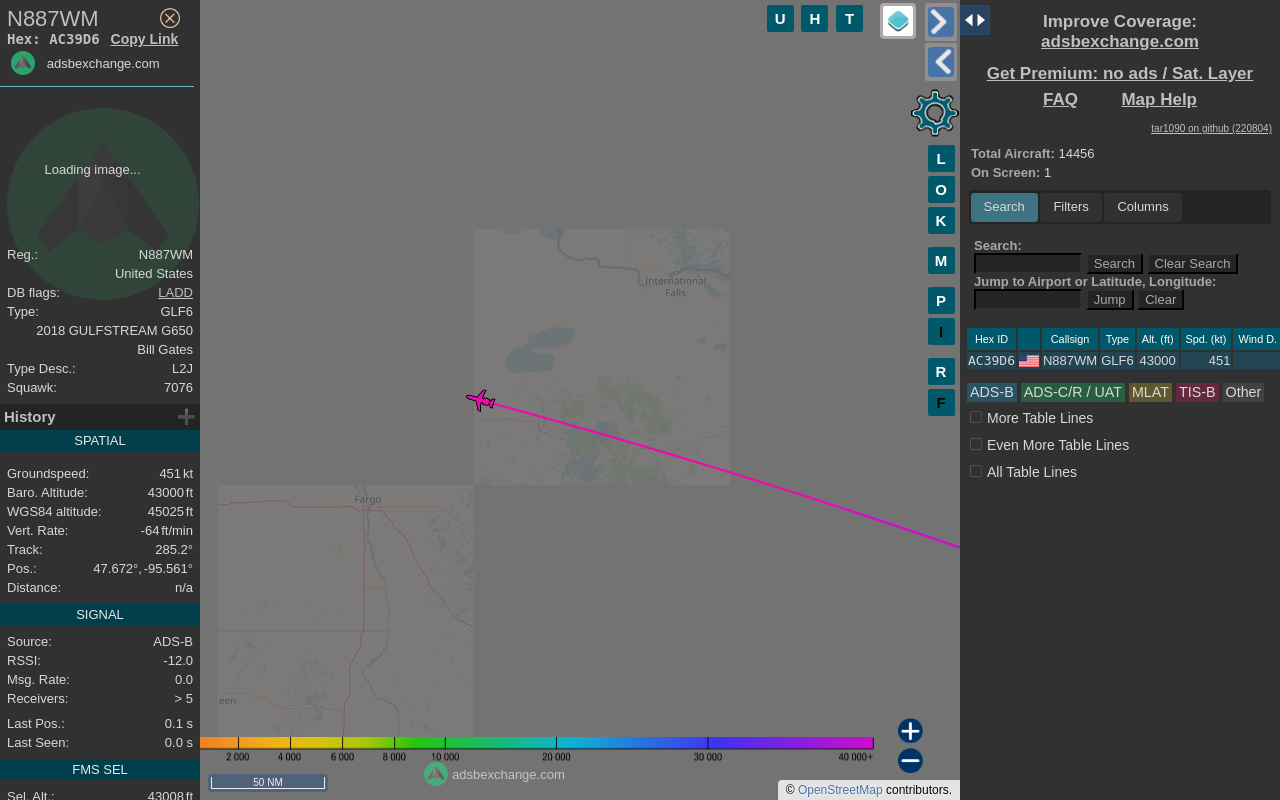 N887WM
Hex: AC39D6 Copy Link
adsbexchange.com
Loading image...
Reg.: N887WM
United States
DB flags: LADD
Type: GLF6
2018 GULFSTREAM G650
Bill Gates
Type Desc.: L2J
Squawk: 7076
History
SPATIAL
Groundspeed: 451 kt
Baro. Altitude: 43000 ft
WGS84 altitude: 45025 ft
Vert. Rate: -64 ft/min
Track: 285.2°
Pos.: 47.672°, -95.561°
Distance: n/a
SIGNAL
Source: ADS-B
RSSI: -12.0
Msg. Rate: 0.0
Receivers: > 5
Last Pos.: 0.1 s
Last Seen: 0.0 s
FMS SEL
Sel. Alt.: 43008 ft
U H T
L
O
K
M
P
I
R
F
International
Falls
Fargo
een
2 000 4 000 6 000 8 000 10 000 20 000 30 000 40 000+
adsbexchange.com
50 NM
© OpenStreetMap contributors.
Improve Coverage:
adsbexchange.com
Get Premium: no ads / Sat. Layer
FAQ Map Help
tar1090 on github (220804)
Total Aircraft: 14456
On Screen: 1
Search Filters Columns
Search:
Search Clear Search
Jump to Airport or Latitude, Longitude:
Jump Clear
Hex ID Callsign Type Alt. (ft) Spd. (kt) Wind D.
AC39D6 N887WM GLF6 43000 451
ADS-B ADS-C/R / UAT MLAT TIS-B Other
More Table Lines
Even More Table Lines
All Table Lines